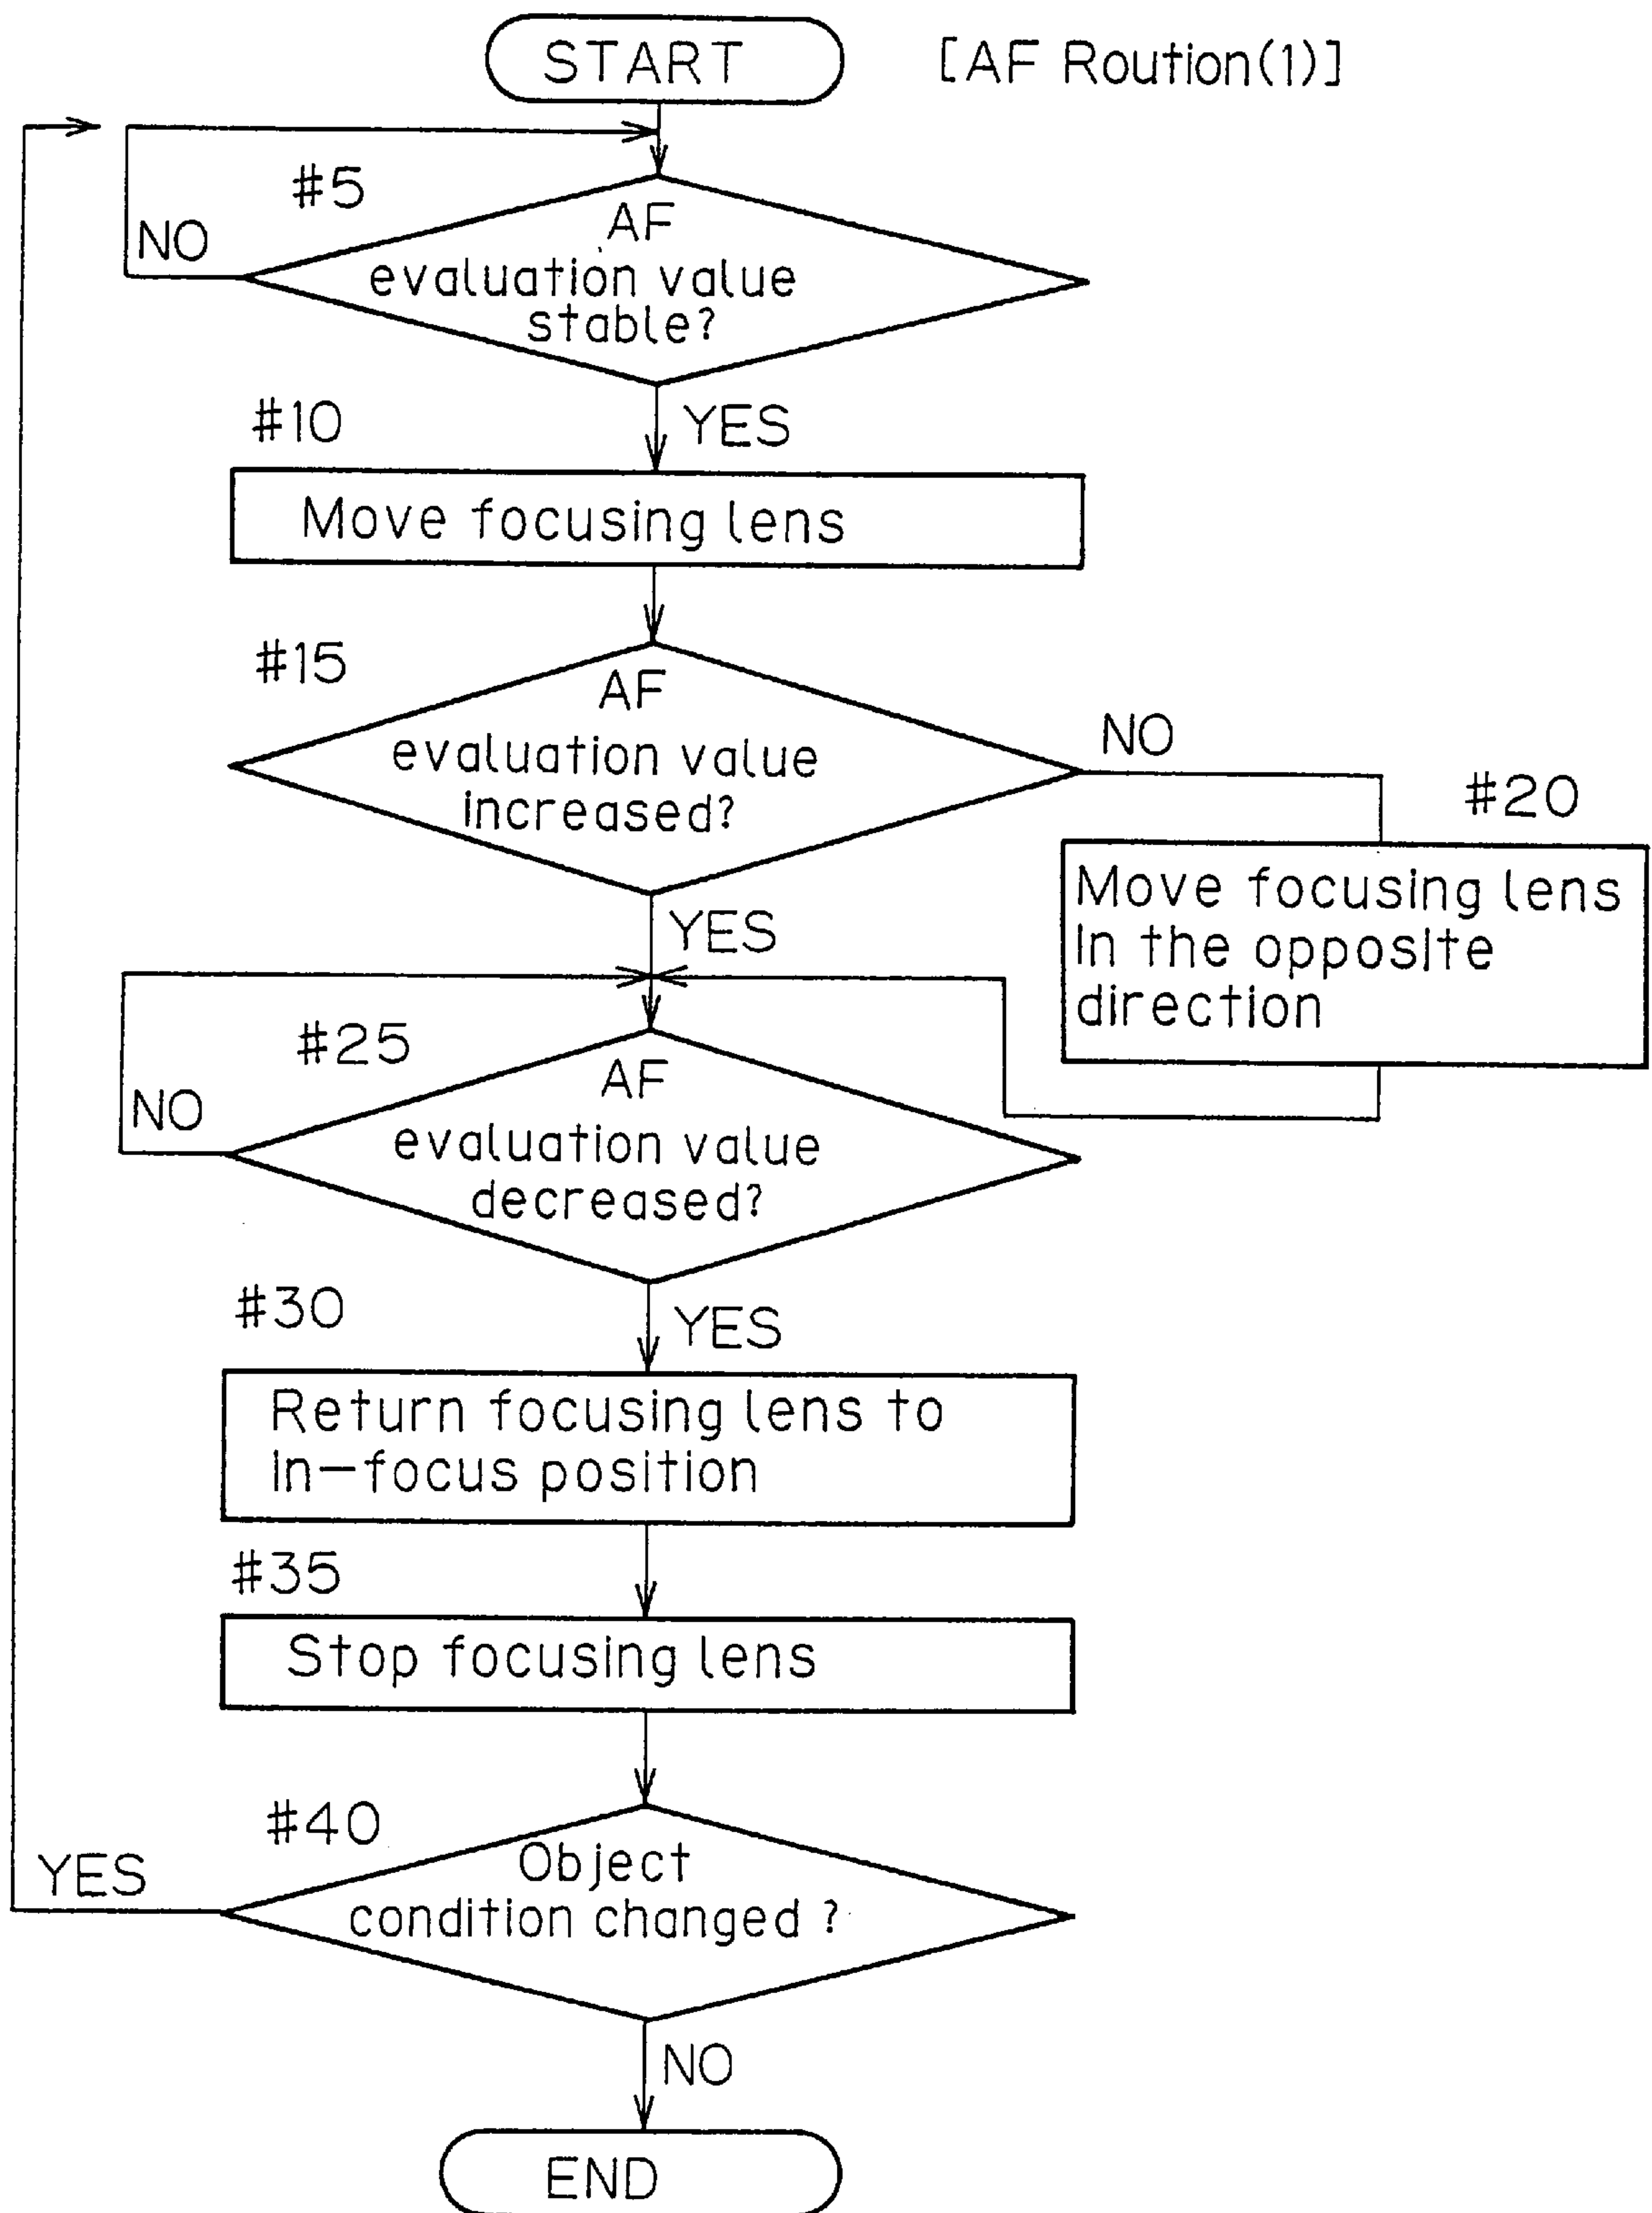 START
[AF Roution(1)]
#5
NO
AF
evaluation value
stable?
#10
YES
Move focusing lens
#15
AF
evaluation value
increased?
NO
#20
Move focusing lens
in the opposite
direction
YES
#25
NO
AF
evaluation value
decreased?
#30
YES
Return focusing lens to
in-focus position
#35
Stop focusing lens
#40
YES
Object
condition changed ?
NO
END